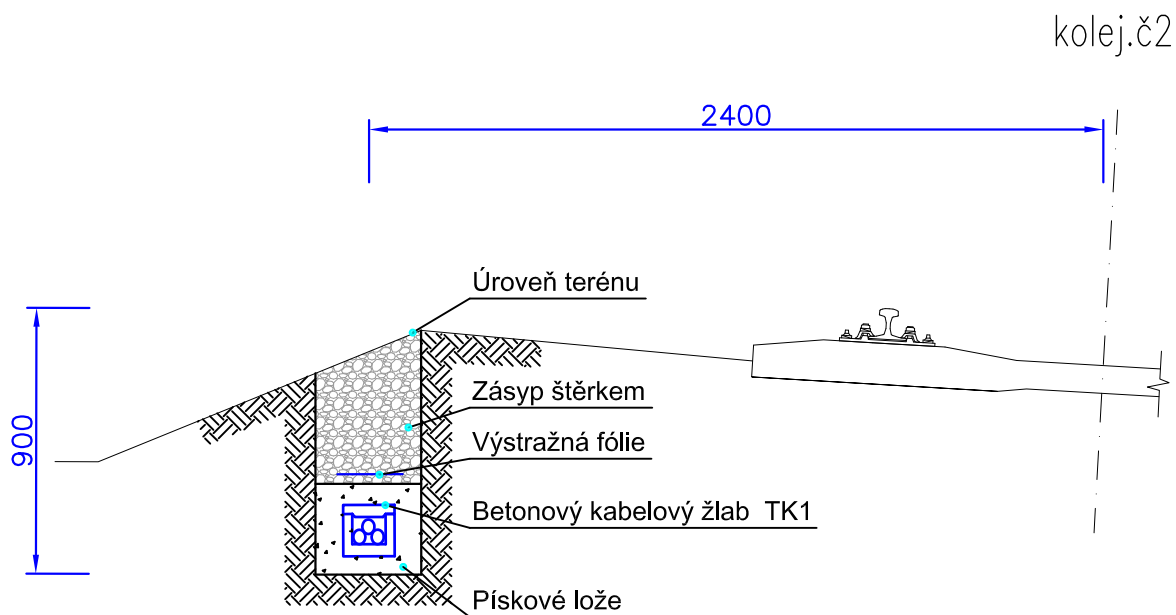 kolej.č2
2400
Úroveň terénu
Zásyp štěrkem
900
Výstražná fólie
Betonový kabelový žlab TK1
Pískové lože